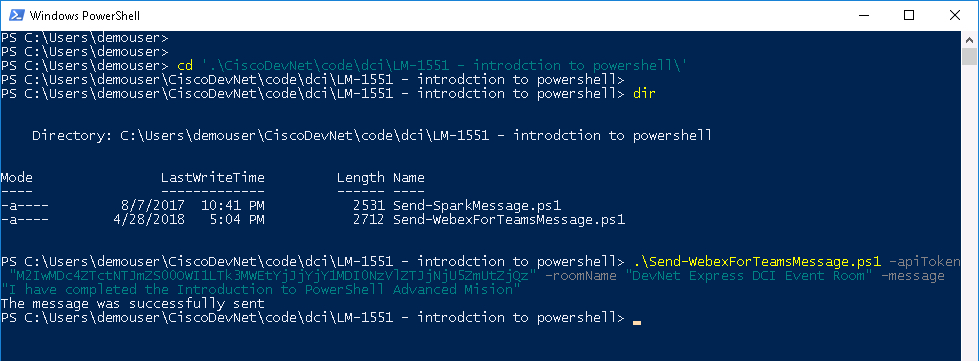 Windows PowerShell
PS C:\Users\demouser>
PS C:\Users\demouser>
PS C:\Users\demouser> cd '.\CiscoDevNet\code\dci\LM-1551 - introdction to powershell\'
PS C:\Users\demouser\CiscoDevNet\code\dci\LM-1551 - introdction to powershell>
PS C:\Users\demouser\CiscoDevNet\code\dci\LM-1551 - introdction to powershell> dir
Directory: C:\Users\demouser\CiscoDevNet\code\dci\LM-1551 - introdction to powershell
Mode LastWriteTime Length Name
---- ------------- ------ ----
-a---- 8/7/2017 10:41 PM 2531 Send-SparkMessage.ps1
-a---- 4/28/2018 5:04 PM 2712 Send-WebexForTeamsMessage.ps1
PS C:\Users\demouser\CiscoDevNet\code\dci\LM-1551 - introdction to powershell> .\Send-WebexForTeamsMessage.ps1 -apiToken
"M2IwMDc4ZTctNTJmZS00OWI1LTk3MWEtYjJjYjY1MDI0NzVlZTJjNjU5ZmUtZjQz" -roomName "DevNet Express DCI Event Room" -message
"I have completed the Introduction to PowerShell Advanced Mision"
The message was successfully sent
PS C:\Users\demouser\CiscoDevNet\code\dci\LM-1551 - introdction to powershell>